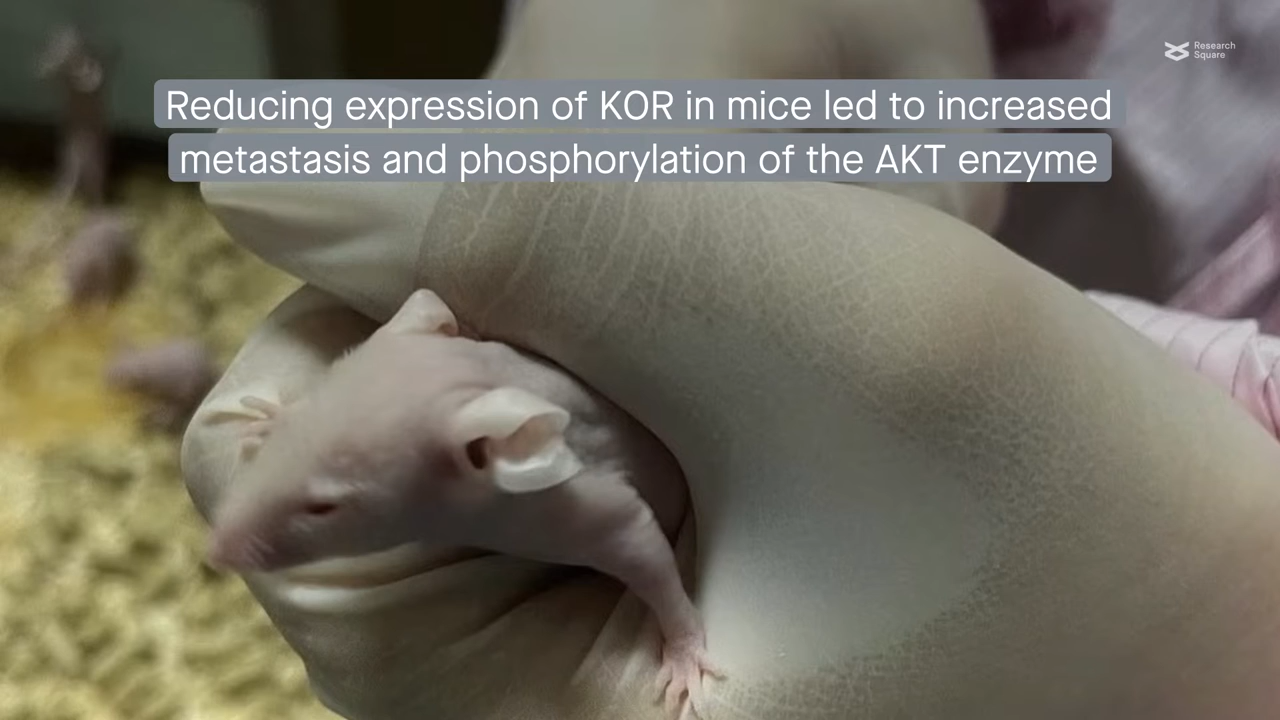 Research
Square
Reducing expression of KOR in mice led to increased
metastasis and phosphorylation of the AKT enzyme